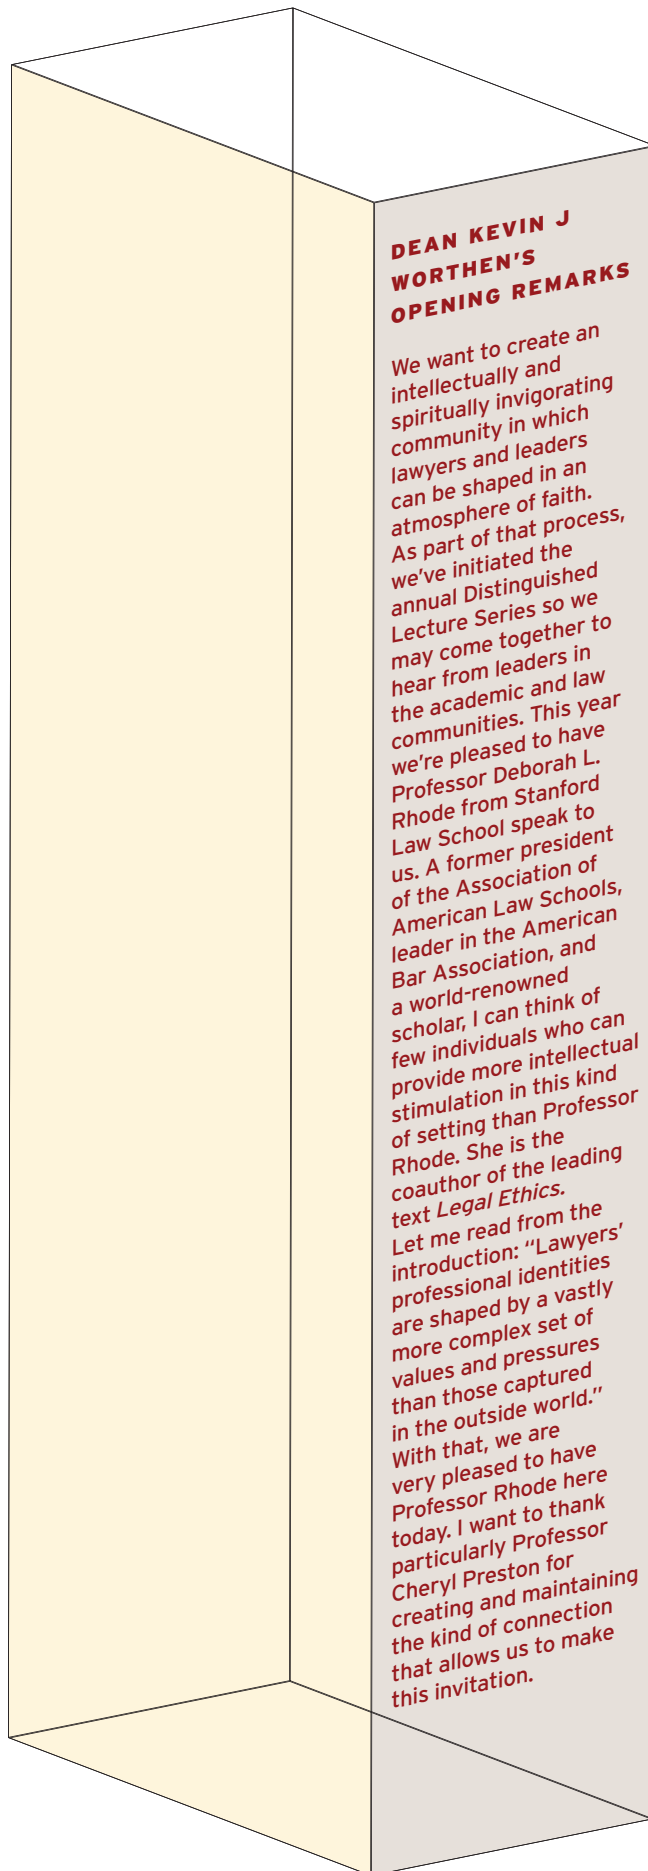 DEAN KEVIN J
WORTHEN'S
OPENING REMARKS
We want to create an
intellectually and
spiritually invigorating
community in which
lawyers and leaders
can be shaped in an
atmosphere of faith.
As part of that process,
we've initiated the
annual Distinguished
Lecture Series so we
may come together to
hear from leaders in
the academic and law
communities. This year
we're pleased to have
Professor Deborah L.
Rhode from Stanford
Law School speak to
us. A former president
of the Association of
American Law Schools,
leader in the American
Bar Association, and
a world-renowned
scholar, I can think of
few individuals who can
provide more intellectual
stimulation in this kind
of setting than Professor
Rhode. She is the
coauthor of the leading
text Legal Ethics.
Let me read from the
introduction: “Lawyers’
professional identities
are shaped by a vastly
more complex set of
values and pressures
than those captured
in the outside world.”
With that, we are
very pleased to have
Professor Rhode here
today. I want to thank
particularly Professor
Cheryl Preston for
creating and maintaining
the kind of connection
that allows us to make
this invitation.